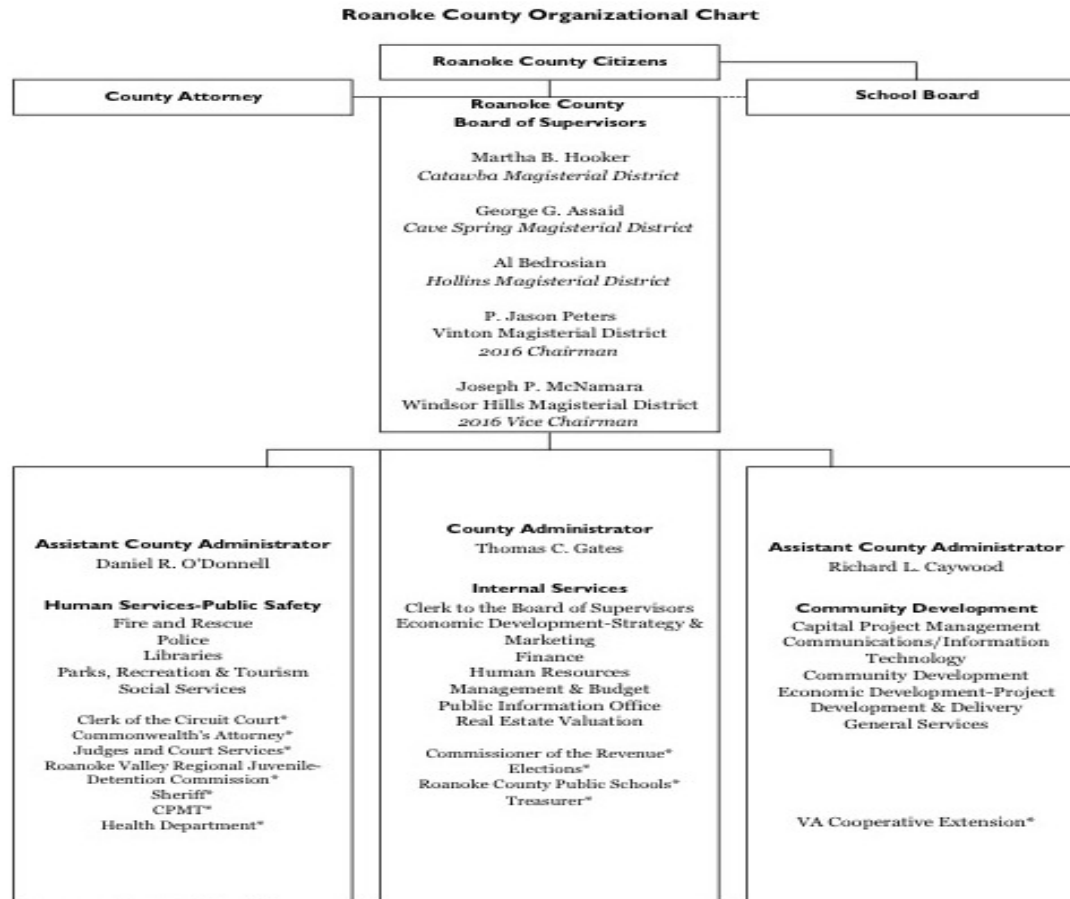 Roanoke County Organizational Chart
Roanoke County Citizens
County Attorney
School Board
Roanoke County
Board of Supervisors
Martha B. Hooker
Catawba Magisterial District
George G. Assaid
Cave Spring Magisterial District
Al Bedrosian
Hollins Magisterial District
P. Jason Peters
Vinton Magisterial District
2016 Chairman
Joseph P. McNamara
Windsor Hills Magisterial District
2016 Vice Chairman
Assistant County Administrator
Daniel R. O'Donnell
Human Services-Public Safety
Fire and Rescue
Police
Libraries
Parks, Recreation & Tourism
Social Services
Clerk of the Circuit Court*
Commonwealth's Attorney*
Judges and Court Services*
Roanoke Valley Regional Juvenile-
Detention Commission*
Sheriff*
CPMT*
Health Department*
County Administrator
Thomas C. Gates
Internal Services
Clerk to the Board of Supervisors
Economic Development-Strategy &
Marketing
Finance
Human Resources
Management & Budget
Public Information Office
Real Estate Valuation
Commissioner of the Revenue*
Elections*
Roanoke County Public Schools*
Treasurer*
Assistant County Administrator
Richard L. Caywood
Community Development
Capital Project Management
Communications/Information
Technology
Community Development
Economic Development-Project
Development & Delivery
General Services
VA Cooperative Extension*